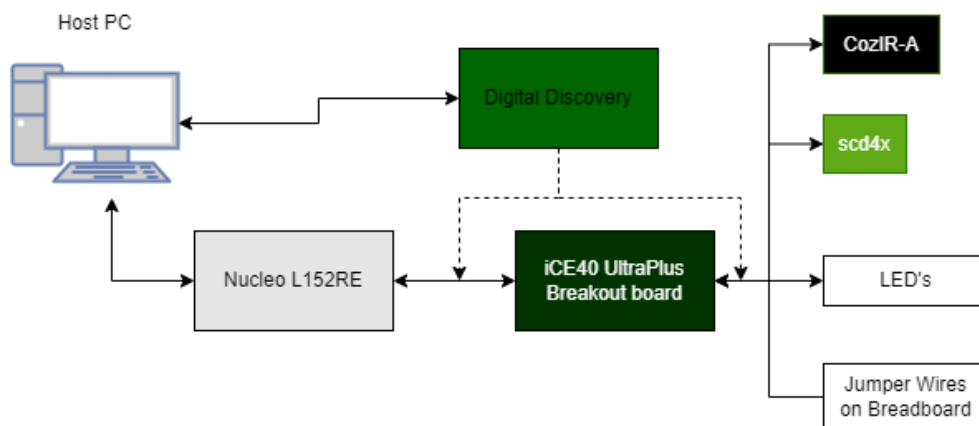 Host PC
Digital Discovery
CozIR-A
scd4x
Nucleo L152RE
iCE40 UltraPlus
Breakout board
LED's
Jumper Wires
on Breadboard